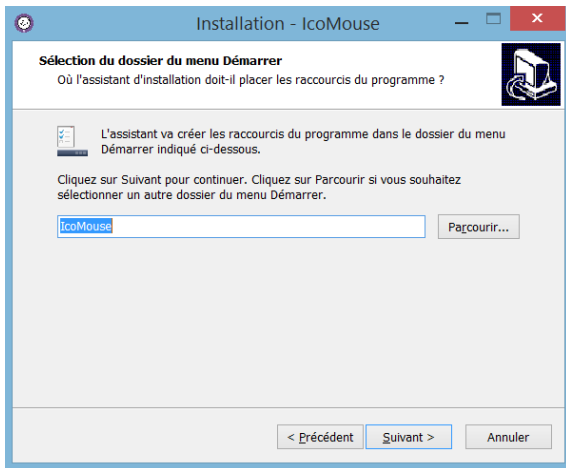 Installation - IcoMouse
Sélection du dossier du menu Démarrer
Où l'assistant d'installation doit-il placer les raccourcis du programme ?
L'assistant va créer les raccourcis du programme dans le dossier du menu
Démarrer indiqué ci-dessous.
Cliquez sur Suivant pour continuer. Cliquez sur Parcourir si vous souhaitez
sélectionner un autre dossier du menu Démarrer.
IcoMouse
Parcourir...
< Précédent
Suivant >
Annuler